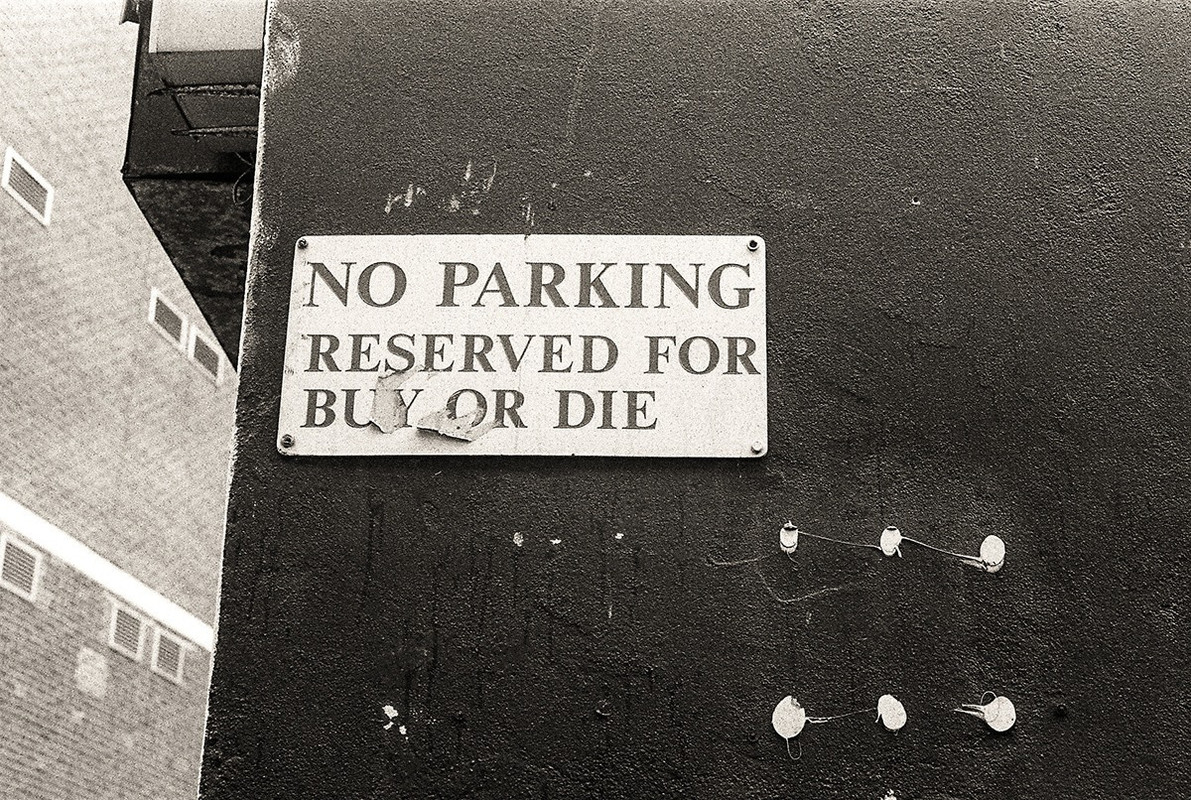 NO PARKING
RESERVED FOR
BUY OR DIE